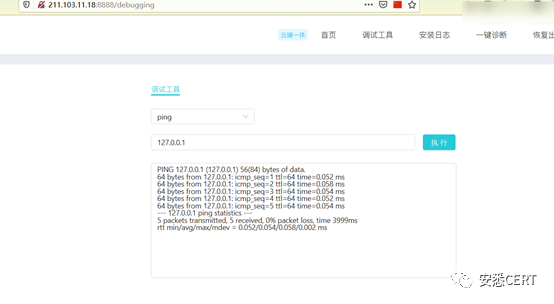 211.103.11.18:8888/debugging
云端一体 首页 调试工具 安装日志 一键诊断 恢复出
调试工具
ping
127.0.0.1 执 行
PING 127.0.0.1 (127.0.0.1) 56(84) bytes of data.
64 bytes from 127.0.0.1: icmp_seq=1 ttl=64 time=0.052 ms
64 bytes from 127.0.0.1: icmp_seq=2 ttl=64 time=0.058 ms
64 bytes from 127.0.0.1: icmp_seq=3 ttl=64 time=0.054 ms
64 bytes from 127.0.0.1: icmp_seq=4 ttl=64 time=0.052 ms
64 bytes from 127.0.0.1: icmp_seq=5 ttl=64 time=0.054 ms
--- 127.0.0.1 ping statistics ---
5 packets transmitted, 5 received, 0% packet loss, time 3999ms
rtt min/avg/max/mdev = 0.052/0.054/0.058/0.002 ms
安恐CERT